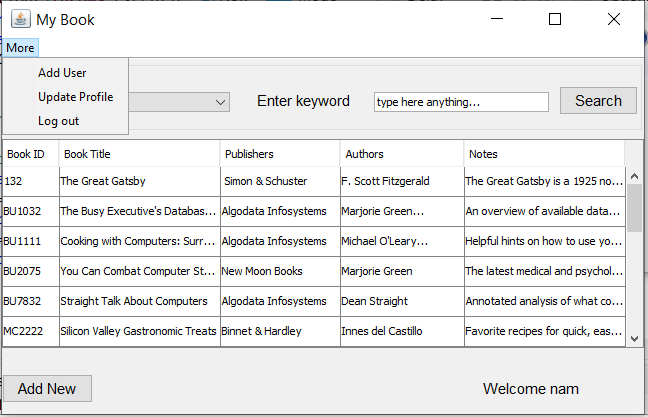 My Book
More
Add User
Update Profile
Log out
Enter keyword type here anything... Search
Book ID Book Title Publishers Authors Notes
132 The Great Gatsby Simon & Schuster F. Scott Fitzgerald The Great Gatsby is a 1925 no...
BU1032 The Busy Executive's Databas... Algodata Infosystems Marjorie Green... An overview of available data...
BU1111 Cooking with Computers: Surr... Algodata Infosystems Michael O'Leary... Helpful hints on how to use yo...
BU2075 You Can Combat Computer St... New Moon Books Marjorie Green The latest medical and psychol...
BU7832 Straight Talk About Computers Algodata Infosystems Dean Straight Annotated analysis of what co...
MC2222 Silicon Valley Gastronomic Treats Binnet & Hardley Innes del Castillo Favorite recipes for quick, eas...
Add New Welcome nam